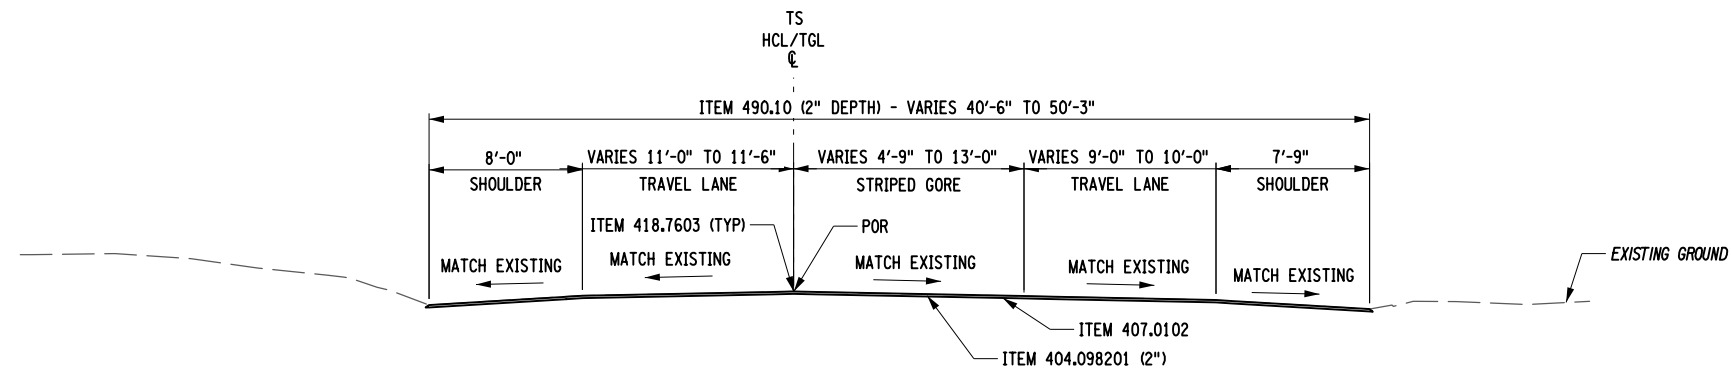 TS
HCL/TGL
℄
ITEM 490.10 (2" DEPTH) - VARIES 40'-6" TO 50'-3"
8'-0"
SHOULDER
VARIES 11'-0" TO 11'-6"
TRAVEL LANE
VARIES 4'-9" TO 13'-0"
STRIPED GORE
VARIES 9'-0" TO 10'-0"
TRAVEL LANE
7'-9"
SHOULDER
ITEM 418.7603 (TYP)
POR
MATCH EXISTING
MATCH EXISTING
MATCH EXISTING
MATCH EXISTING
MATCH EXISTING
EXISTING GROUND
ITEM 407.0102
ITEM 404.098201 (2")